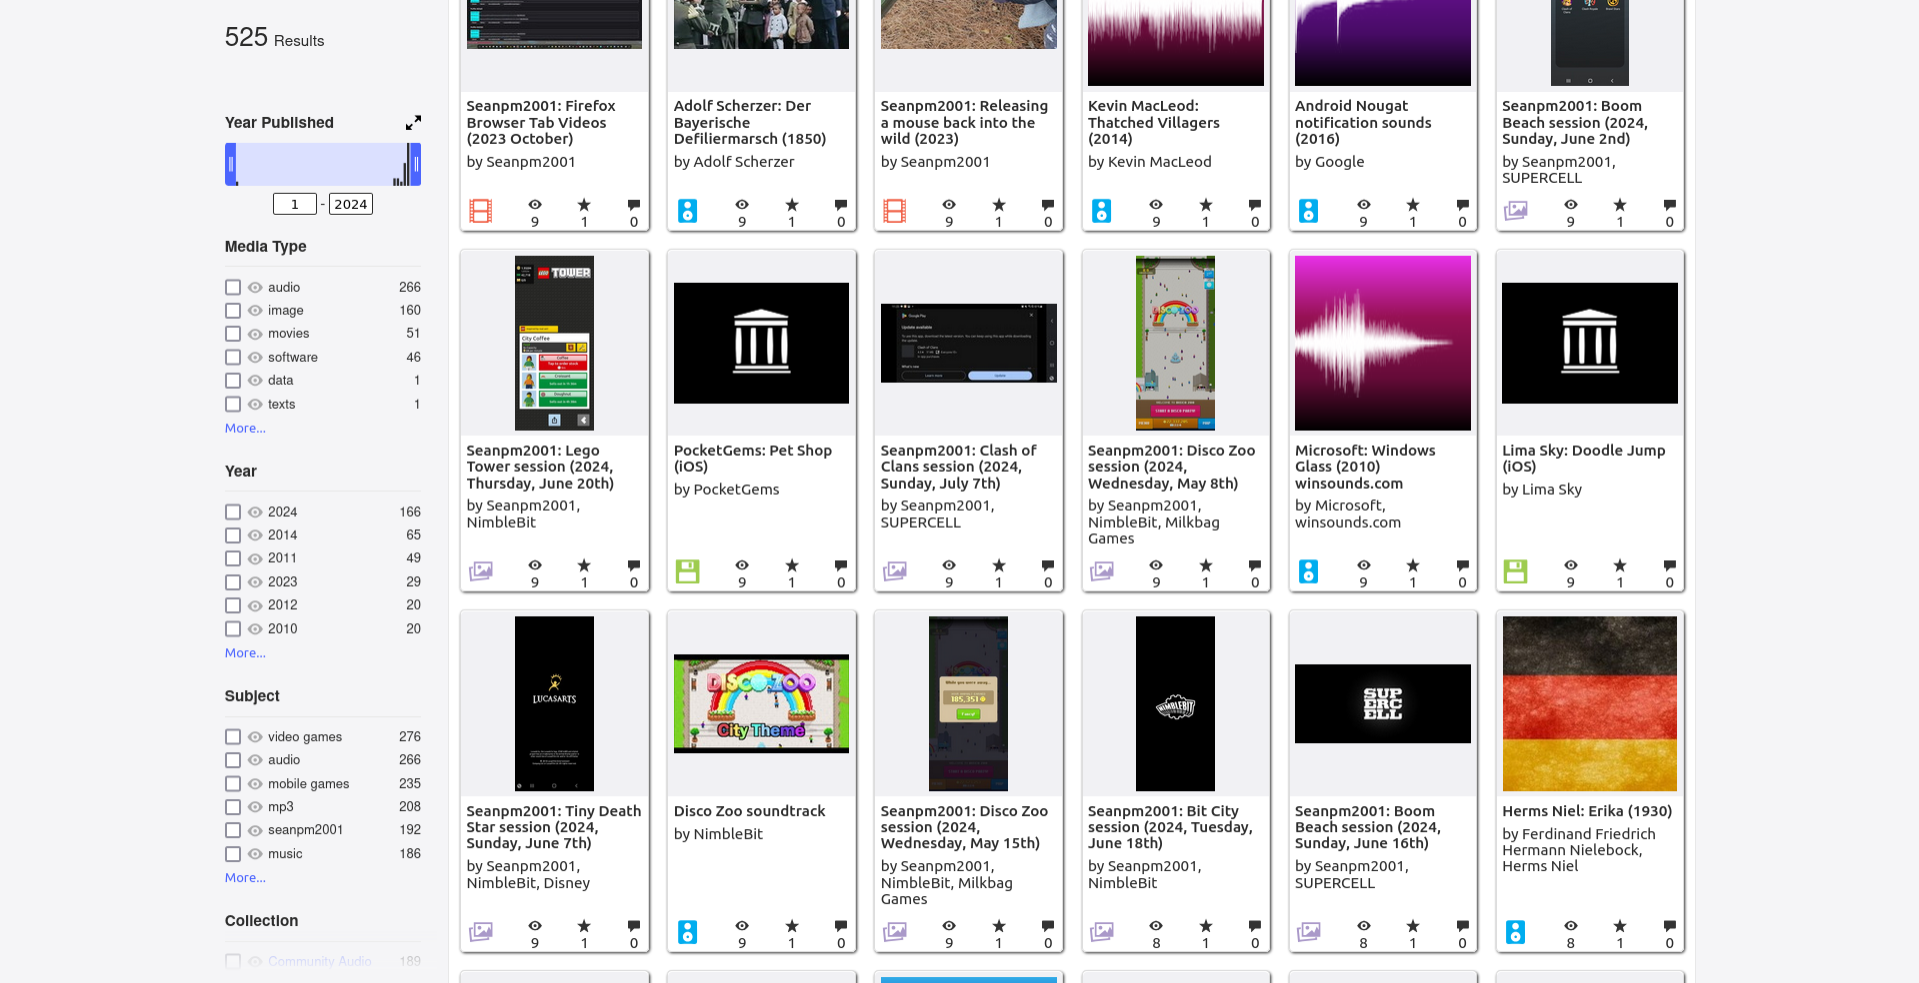 525 Results
Year Published
1 - 2024
Media Type
audio 266
image 160
movies 51
software 46
data 1
texts 1
More...
Year
2024 166
2014 65
2011 49
2023 29
2012 20
2010 20
More...
Subject
video games 276
audio 266
mobile games 235
mp3 208
seanpm2001 192
music 186
More...
Collection
Community Audio 189
Seanpm2001: Firefox
Browser Tab Videos
(2023 October)
by Seanpm2001
9 1 0
Adolf Scherzer: Der
Bayerische
Defiliermarsch (1850)
by Adolf Scherzer
9 1 0
Seanpm2001: Releasing
a mouse back into the
wild (2023)
by Seanpm2001
9 1 0
Kevin MacLeod:
Thatched Villagers
(2014)
by Kevin MacLeod
9 1 0
Android Nougat
notification sounds
(2016)
by Google
9 1 0
Seanpm2001: Boom
Beach session (2024,
Sunday, June 2nd)
by Seanpm2001,
SUPERCELL
9 1 0
LEGO TOWER
City Coffee
Seanpm2001: Lego
Tower session (2024,
Thursday, June 20th)
by Seanpm2001,
NimbleBit
9 1 0
PocketGems: Pet Shop
(iOS)
by PocketGems
9 1 0
Google Play
Update available
Seanpm2001: Clash of
Clans session (2024,
Sunday, July 7th)
by Seanpm2001,
SUPERCELL
9 1 0
DISCO ZOO
Seanpm2001: Disco Zoo
session (2024,
Wednesday, May 8th)
by Seanpm2001,
NimbleBit, Milkbag
Games
9 1 0
Microsoft: Windows
Glass (2010)
winsounds.com
by Microsoft,
winsounds.com
9 1 0
Lima Sky: Doodle Jump
(iOS)
by Lima Sky
9 1 0
LUCASARTS
Seanpm2001: Tiny Death
Star session (2024,
Sunday, June 7th)
by Seanpm2001,
NimbleBit, Disney
9 1 0
DISCO ZOO
City Theme
Disco Zoo soundtrack
by NimbleBit
9 1 0
While you were away...
185,351
Seanpm2001: Disco Zoo
session (2024,
Wednesday, May 15th)
by Seanpm2001,
NimbleBit, Milkbag
Games
9 1 0
NIMBLEBIT
Seanpm2001: Bit City
session (2024, Tuesday,
June 18th)
by Seanpm2001,
NimbleBit
8 1 0
SUP
ERC
ELL
Seanpm2001: Boom
Beach session (2024,
Sunday, June 16th)
by Seanpm2001,
SUPERCELL
8 1 0
Herms Niel: Erika (1930)
by Ferdinand Friedrich
Hermann Nielebock,
Herms Niel
8 1 0